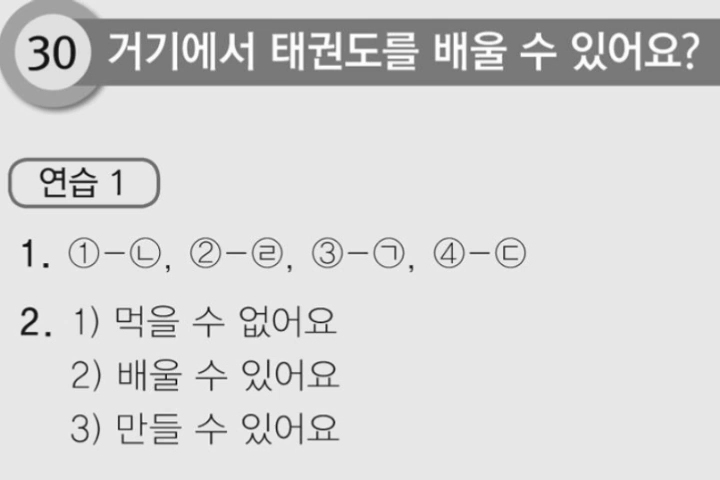 30 거기에서 태권도를 배울 수 있어요?
연습 1
1. ①-㉡, ②-㉣, ③-㉠, ④-㉢
2. 1) 먹을 수 없어요
2) 배울 수 있어요
3) 만들 수 있어요